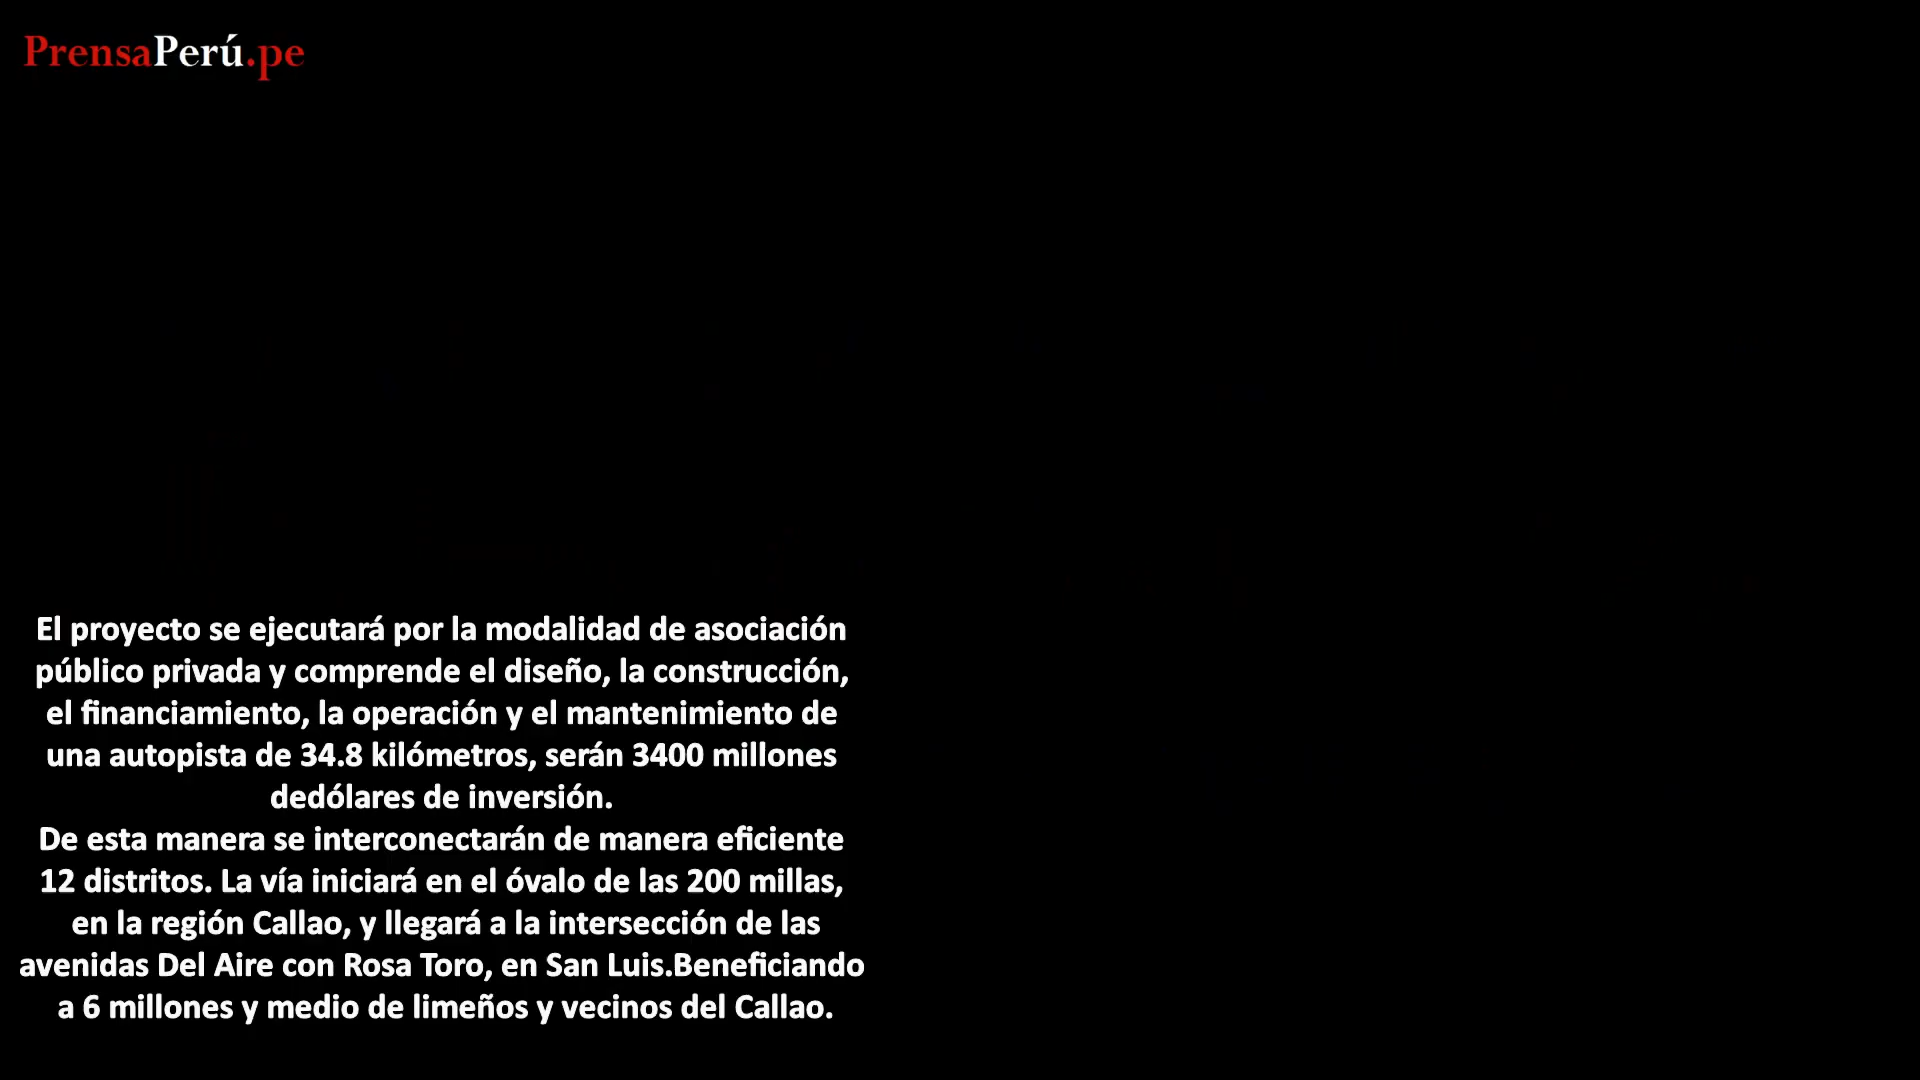 PrensaPerú.pe
El proyecto se ejecutará por la modalidad de asociación
público privada y comprende el diseño, la construcción,
el financiamiento, la operación y el mantenimiento de
una autopista de 34.8 kilómetros, serán 3400 millones
dedólares de inversión.
De esta manera se interconectarán de manera eficiente
12 distritos. La vía iniciará en el óvalo de las 200 millas,
en la región Callao, y llegará a la intersección de las
avenidas Del Aire con Rosa Toro, en San Luis.Beneficiando
a 6 millones y medio de limeños y vecinos del Callao.